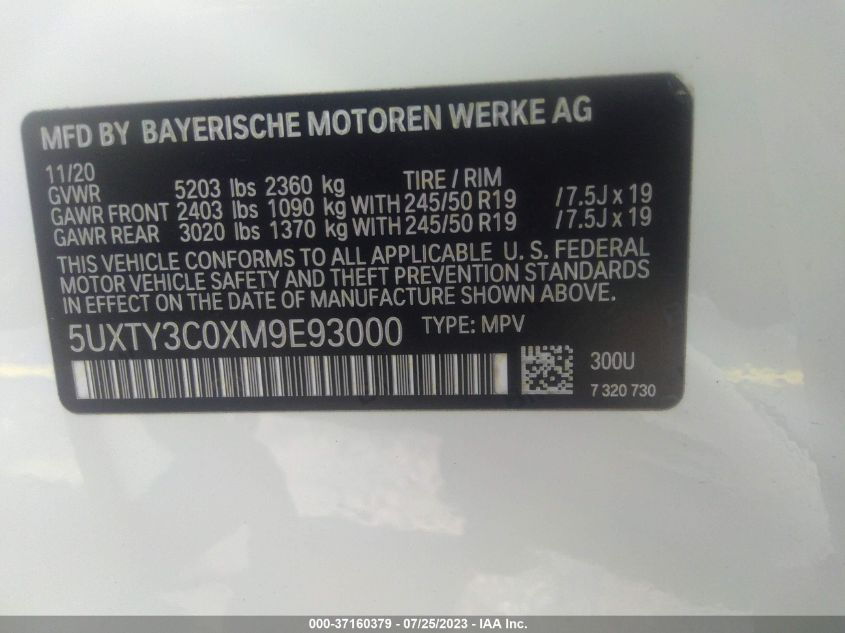 MFD BY BAYERISCHE MOTOREN WERKE AG
11/20 TIRE / RIM
GVWR 5203 lbs 2360 kg
GAWR FRONT 2403 lbs 1090 kg WITH 245/50 R19 /7.5J x 19
GAWR REAR 3020 lbs 1370 kg WITH 245/50 R19 /7.5J x 19
THIS VEHICLE CONFORMS TO ALL APPLICABLE U. S. FEDERAL
MOTOR VEHICLE SAFETY AND THEFT PREVENTION STANDARDS
IN EFFECT ON THE DATE OF MANUFACTURE SHOWN ABOVE.
5UXTY3C0XM9E93000 TYPE: MPV
300U
7 320 730
000-37160379 - 07/25/2023 - IAA Inc.